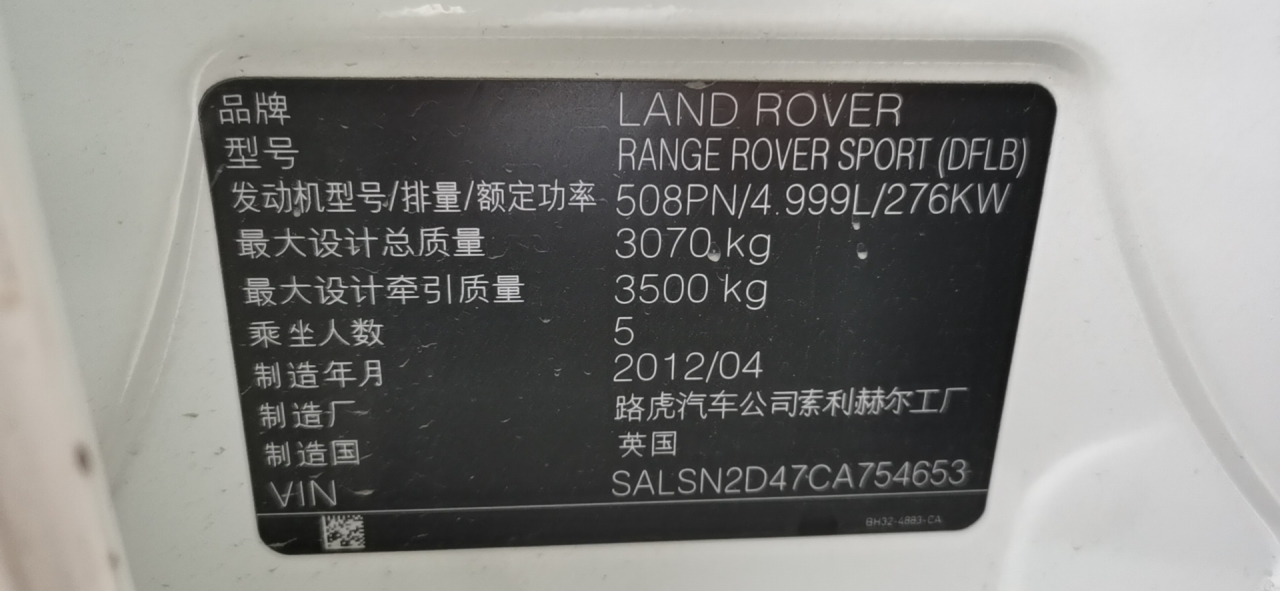 品牌 LAND ROVER
型号 RANGE ROVER SPORT (DFLB)
发动机型号/排量/额定功率 508PN/4.999L/276KW
最大设计总质量 3070 kg
最大设计牵引质量 3500 kg
乘坐人数 5
制造年月 2012/04
制造厂 路虎汽车公司索利赫尔工厂
制造国 英国
VIN SALSN2D47CA754653
BH32-4883-CA